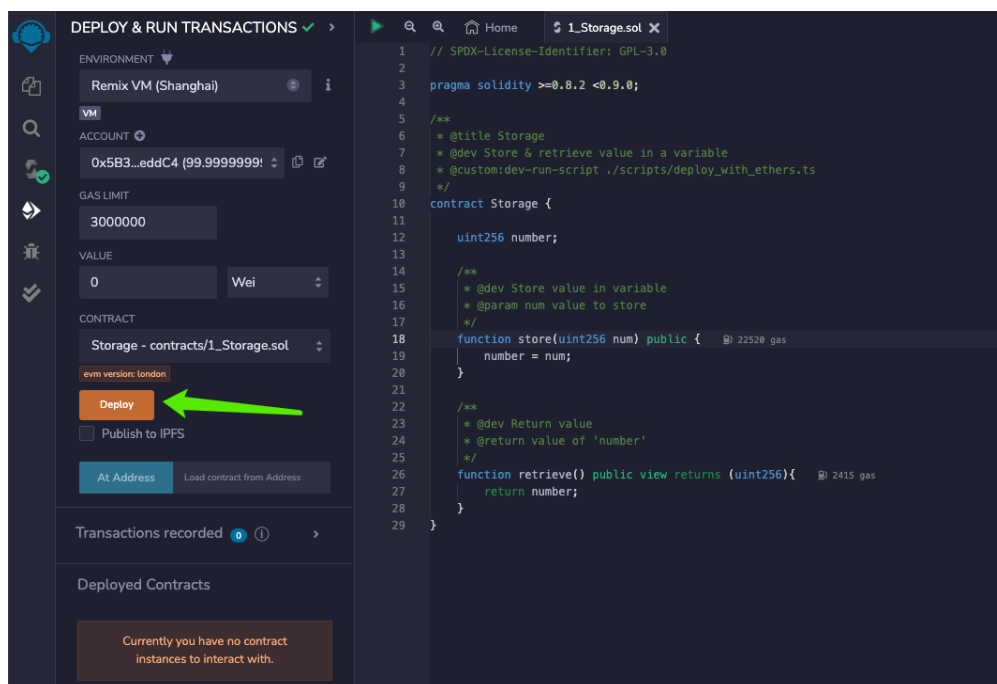 DEPLOY & RUN TRANSACTIONS
ENVIRONMENT
Remix VM (Shanghai)
VM
ACCOUNT
0x5B3...eddC4 (99.99999999
GAS LIMIT
3000000
VALUE
0 Wei
CONTRACT
Storage - contracts/1_Storage.sol
evm version: london
Deploy
Publish to IPFS
At Address Load contract from Address
Transactions recorded 0
Deployed Contracts
Currently you have no contract
instances to interact with.
Home 1_Storage.sol
1 // SPDX-License-Identifier: GPL-3.0
2
3 pragma solidity >=0.8.2 <0.9.0;
4
5 /**
6 * @title Storage
7 * @dev Store & retrieve value in a variable
8 * @custom:dev-run-script ./scripts/deploy_with_ethers.ts
9 */
10 contract Storage {
11
12 uint256 number;
13
14 /**
15 * @dev Store value in variable
16 * @param num value to store
17 */
18 function store(uint256 num) public { 22520 gas
19 number = num;
20 }
21
22 /**
23 * @dev Return value
24 * @return value of 'number'
25 */
26 function retrieve() public view returns (uint256){ 2415 gas
27 return number;
28 }
29 }